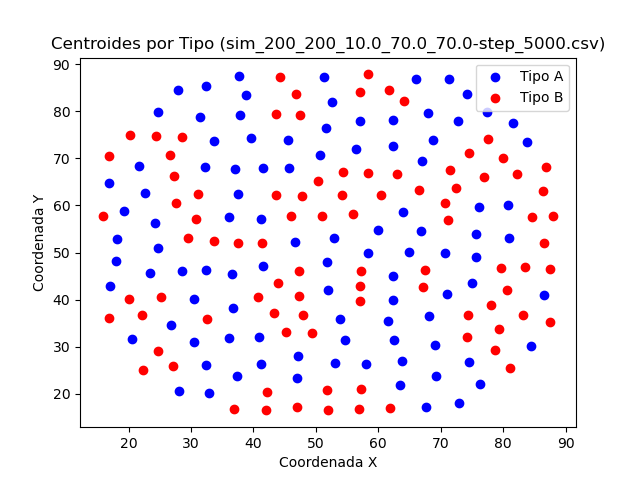 Centroides por Tipo (sim_200_200_10.0_70.0_70.0-step_5000.csv)
Tipo A
Tipo B
90
80
70
60
50
40
30
20
Coordenada Y
20 30 40 50 60 70 80 90
Coordenada X